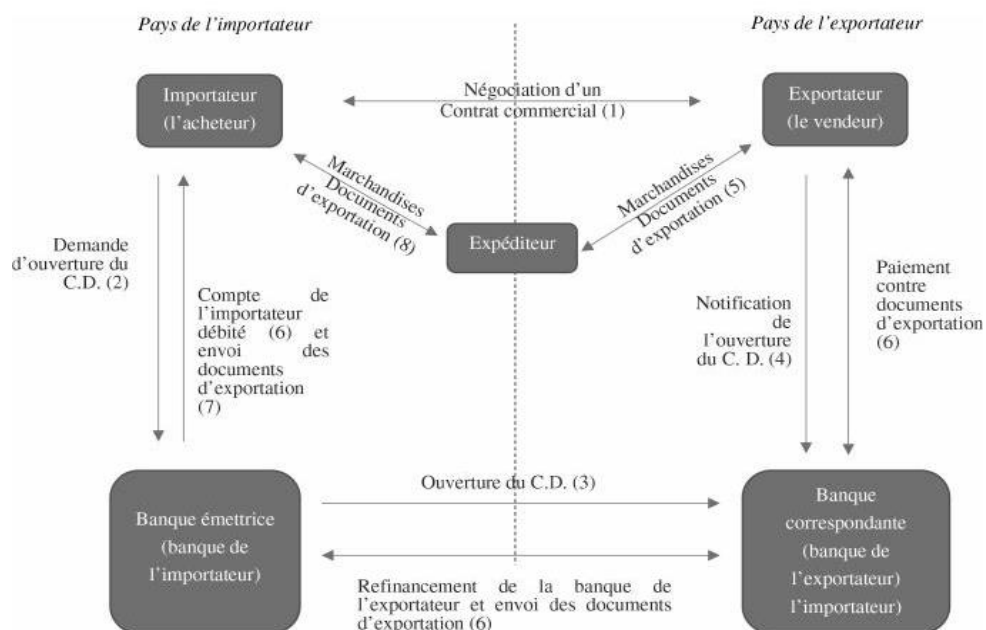 Pays de l'importateur
Pays de l'exportateur
Importateur
(l'acheteur)
Négociation d'un
Contrat commercial (1)
Exportateur
(le vendeur)
Marchandises
Documents
d'exportation (8)
Marchandises
Documents
d'exportation (5)
Expéditeur
Demande
d'ouverture du
C.D. (2)
Compte de
l'importateur
débité (6) et
envoi des
documents
d'exportation
(7)
Notification
de
l'ouverture
du C. D. (4)
Paiement
contre
documents
d'exportation
(6)
Banque émettrice
(banque de
l'importateur)
Ouverture du C.D. (3)
Banque
correspondante
(banque de
l'exportateur)
l'importateur)
Refinancement de la banque de
l'exportateur et envoi des documents
d'exportation (6)